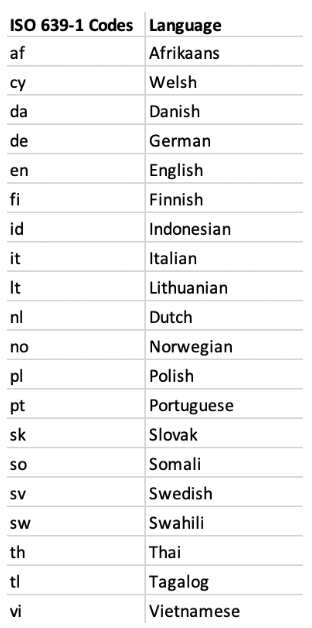 ISO 639-1 Codes Language
af Afrikaans
cy Welsh
da Danish
de German
en English
fi Finnish
id Indonesian
it Italian
lt Lithuanian
nl Dutch
no Norwegian
pl Polish
pt Portuguese
sk Slovak
so Somali
sv Swedish
sw Swahili
th Thai
tl Tagalog
vi Vietnamese